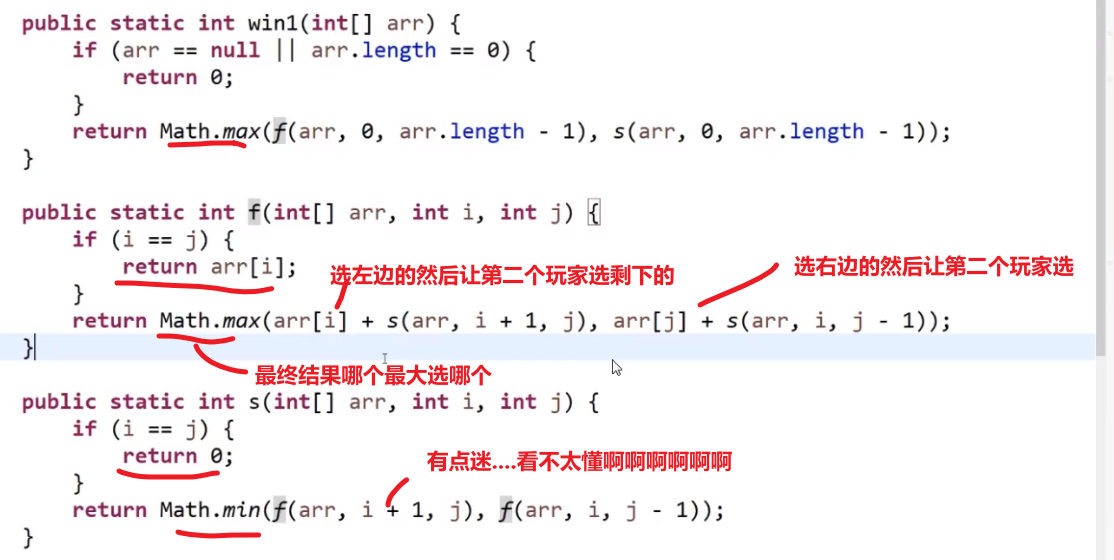 public static int win1(int[] arr) {
if (arr == null || arr.length == 0) {
return 0;
}
return Math.max(f(arr, 0, arr.length - 1), s(arr, 0, arr.length - 1));
}
public static int f(int[] arr, int i, int j) {
if (i == j) {
return arr[i];
选左边的然后让第二个玩家选剩下的
选右边的然后让第二个玩家选
}
return Math.max(arr[i] + s(arr, i + 1, j), arr[j] + s(arr, i, j - 1));
}
最终结果哪个最大选哪个
public static int s(int[] arr, int i, int j) {
if (i == j) {
return 0;
有点迷....看不太懂啊啊啊啊啊啊
}
return Math.min(f(arr, i + 1, j), f(arr, i, j - 1));
}